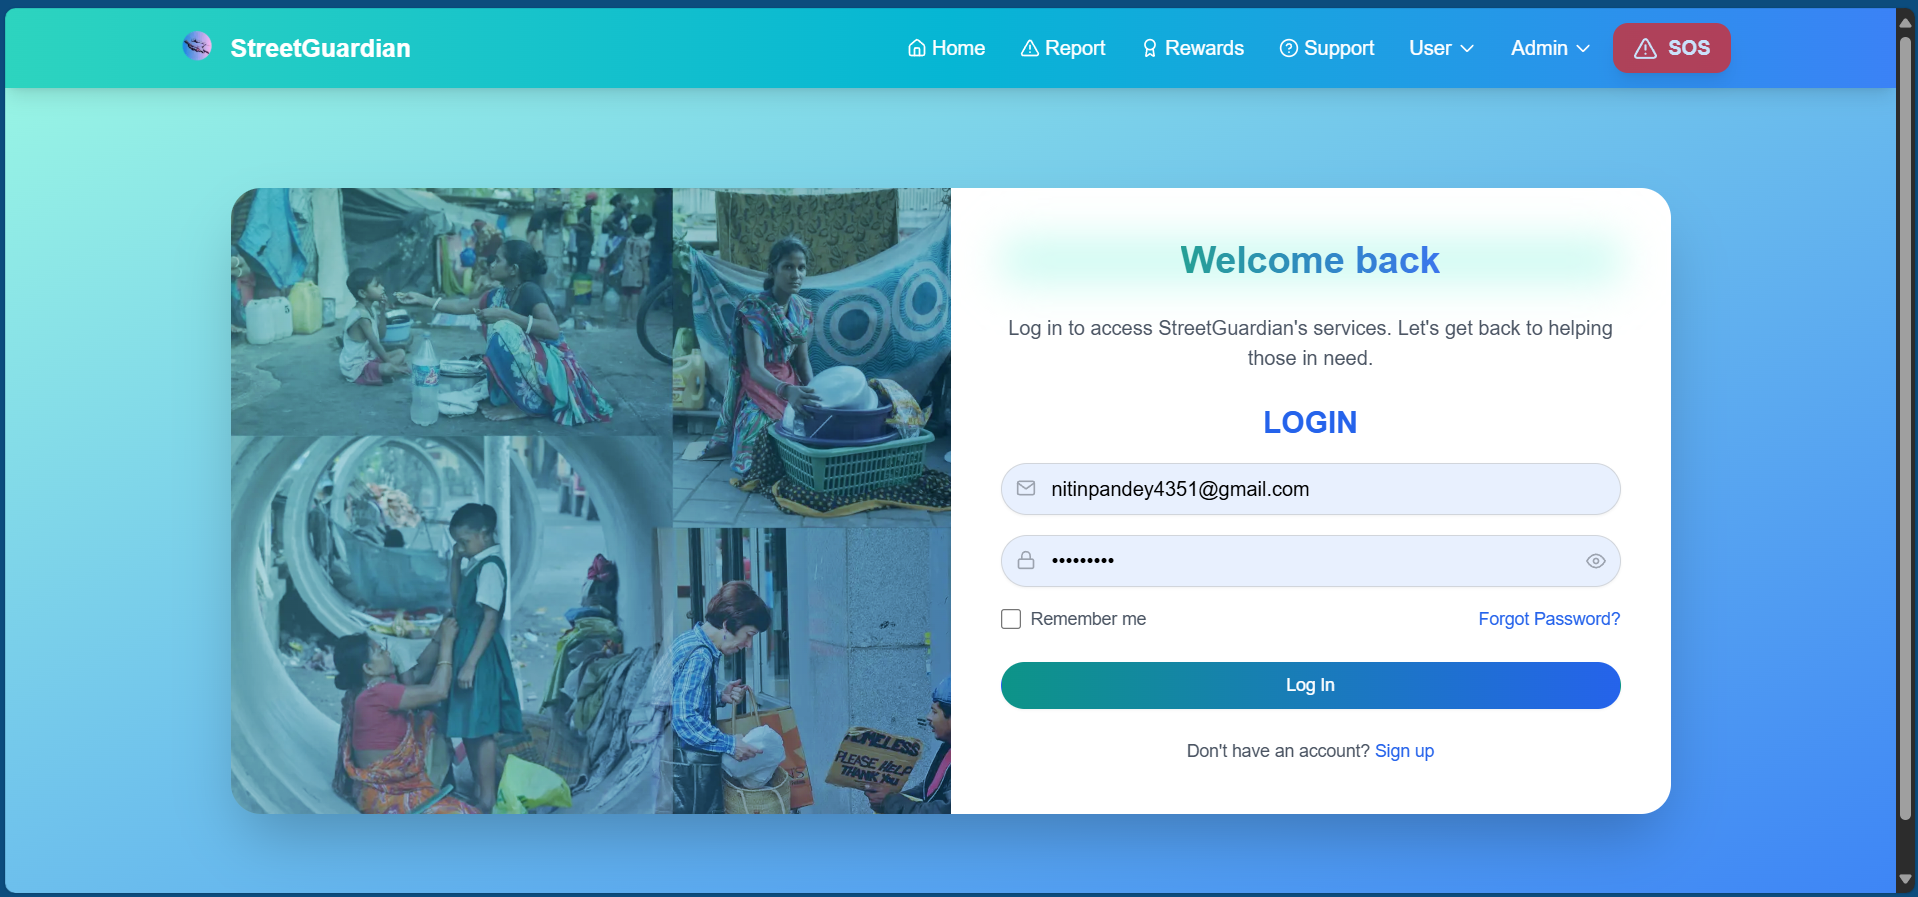 StreetGuardian
Home
Report
Rewards
Support
User
Admin
SOS
Welcome back
Log in to access StreetGuardian's services. Let's get back to helping
those in need.
LOGIN
nitinpandey4351@gmail.com
•••••••••
Remember me
Forgot Password?
Log In
Don't have an account? Sign up
HOMELESS
PLEASE HELP
THANK YOU